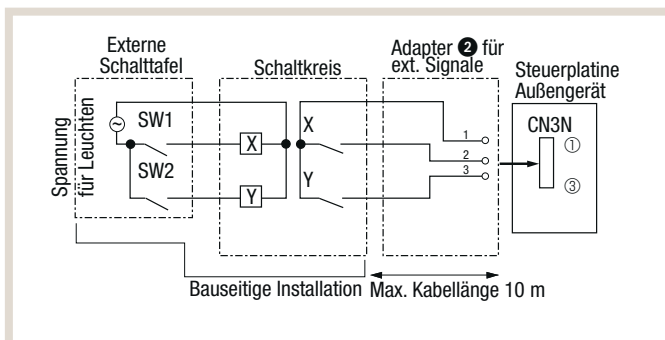 Externe
Schalttafel
Schaltkreis
Adapter ❷ für
ext. Signale
Steuerplatine
Außengerät
Spannung
für Leuchten
SW1
SW2
X
Y
X
Y
1
2
3
CN3N
①
③
Bauseitige Installation
Max. Kabellänge 10 m